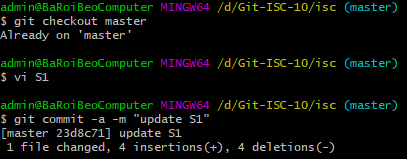 admin@BaRoiBeoComputer MINGW64 /d/Git-ISC-10/isc (master)
$ git checkout master
Already on 'master'
admin@BaRoiBeoComputer MINGW64 /d/Git-ISC-10/isc (master)
$ vi S1
admin@BaRoiBeoComputer MINGW64 /d/Git-ISC-10/isc (master)
$ git commit -a -m "update S1"
[master 23d8c71] update S1
 1 file changed, 4 insertions(+), 4 deletions(-)